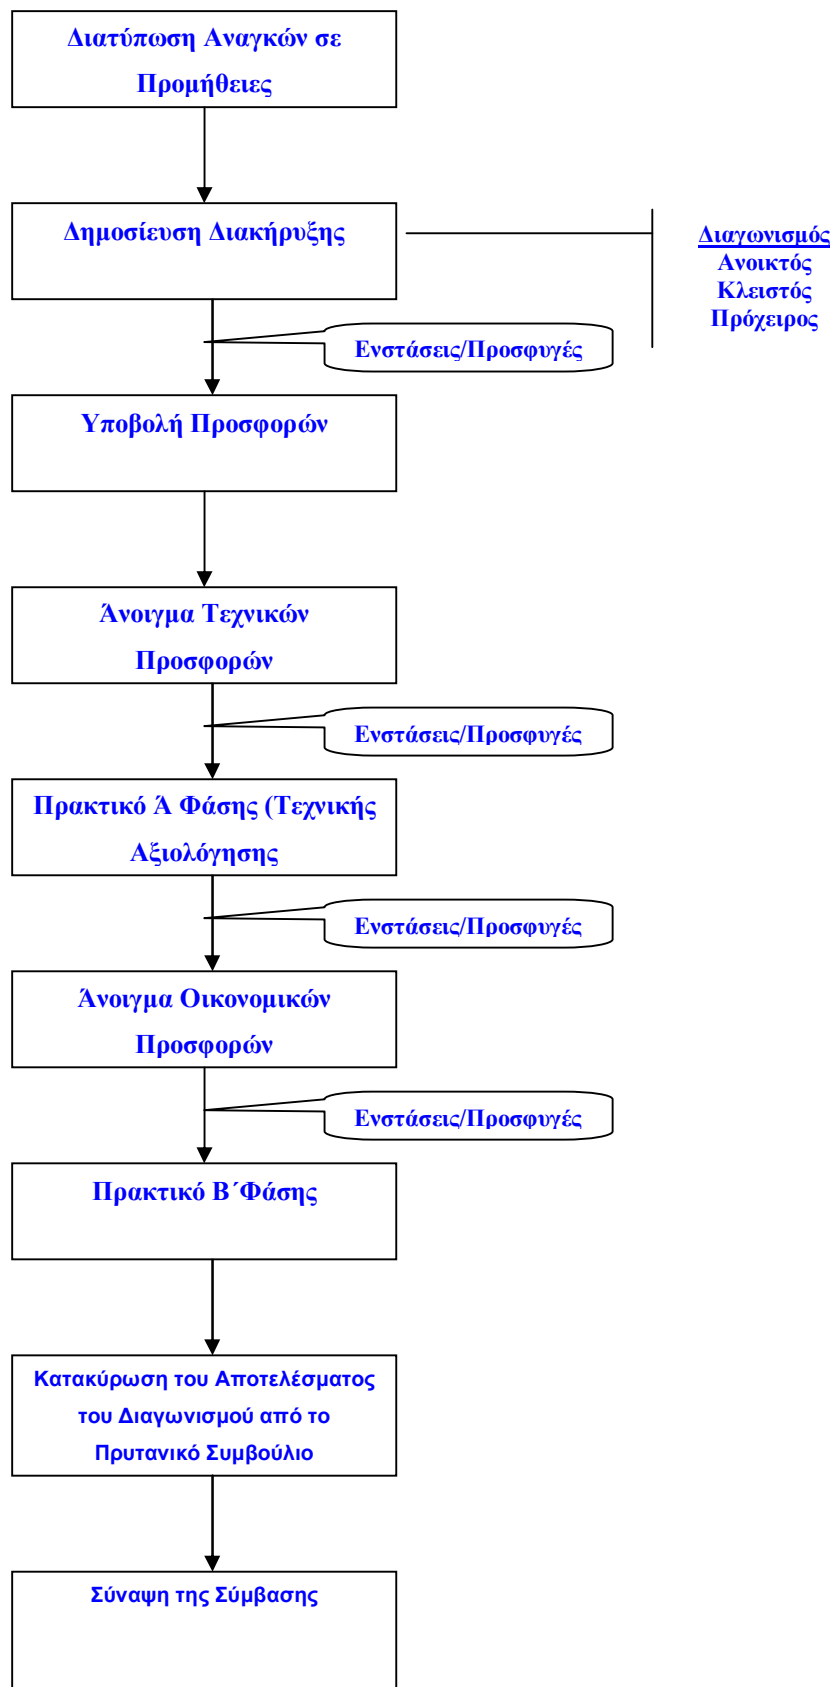 Διατύπωση Αναγκών σε
Προμήθειες
Δημοσίευση Διακήρυξης
Διαγωνισμός
Ανοικτός
Κλειστός
Πρόχειρος
Ενστάσεις/Προσφυγές
Υποβολή Προσφορών
Άνοιγμα Τεχνικών
Προσφορών
Ενστάσεις/Προσφυγές
Πρακτικό Ά Φάσης (Τεχνικής
Αξιολόγησης
Ενστάσεις/Προσφυγές
Άνοιγμα Οικονομικών
Προσφορών
Ενστάσεις/Προσφυγές
Πρακτικό Β΄Φάσης
Κατακύρωση του Αποτελέσματος
του Διαγωνισμού από το
Πρυτανικό Συμβούλιο
Σύναψη της Σύμβασης